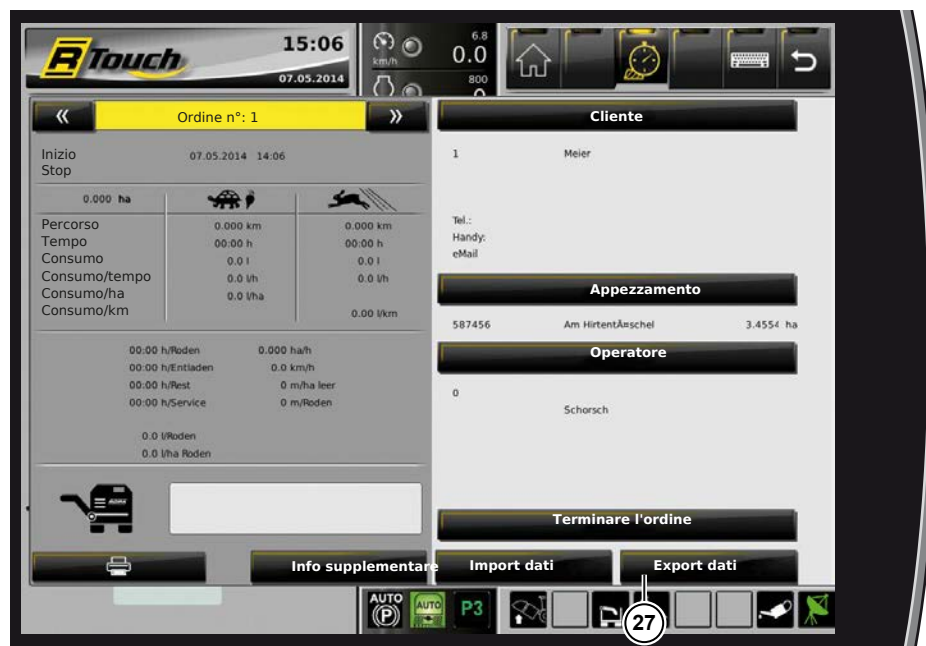 R Touch
15:06
07.05.2014
km/h
6.8
0.0
800
« Ordine n°: 1 »
Inizio 07.05.2014 14:06
Stop
0.000 ha
Percorso 0.000 km 0.000 km
Tempo 00:00 h 00:00 h
Consumo 0.0 l 0.0 l
Consumo/tempo 0.0 l/h 0.0 l/h
Consumo/ha 0.0 l/ha
Consumo/km 0.00 l/km
00:00 h/Roden 0.000 ha/h
00:00 h/Entladen 0.0 km/h
00:00 h/Rest 0 m/ha leer
00:00 h/Service 0 m/Roden
0.0 l/Roden
0.0 l/ha Roden
Info supplementare
Cliente
1 Meier
Tel.:
Handy:
eMail
Appezzamento
587456 Am HirtentÄ¤schel 3.4554 ha
Operatore
0
Schorsch
Terminare l'ordine
Import dati
Export dati
AUTO
(P)
AUTO
P3
27